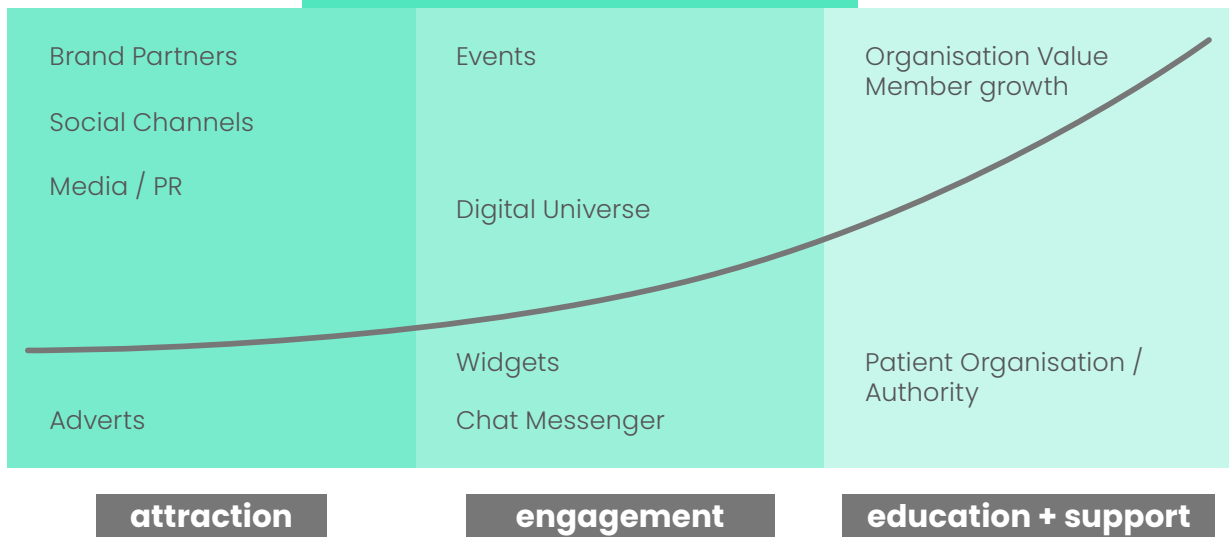 Brand Partners
Social Channels
Media / PR
Adverts
Events
Digital Universe
Widgets
Chat Messenger
Organisation Value
Member growth
Patient Organisation /
Authority
attraction
engagement
education + support